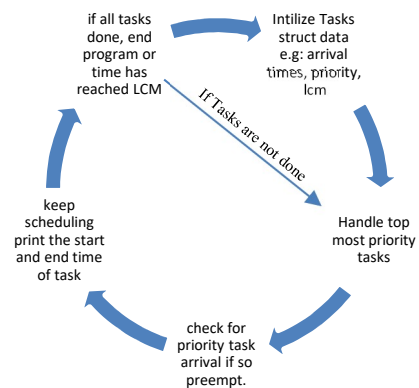 if all tasks
done, end
program or
time has
reached LCM
Intilize Tasks
struct data
e.g: arrival
times, priority,
lcm
If Tasks are not done
Handle top
most priority
tasks
check for
priority task
arrival if so
preempt.
keep
scheduling
print the start
and end time
of task